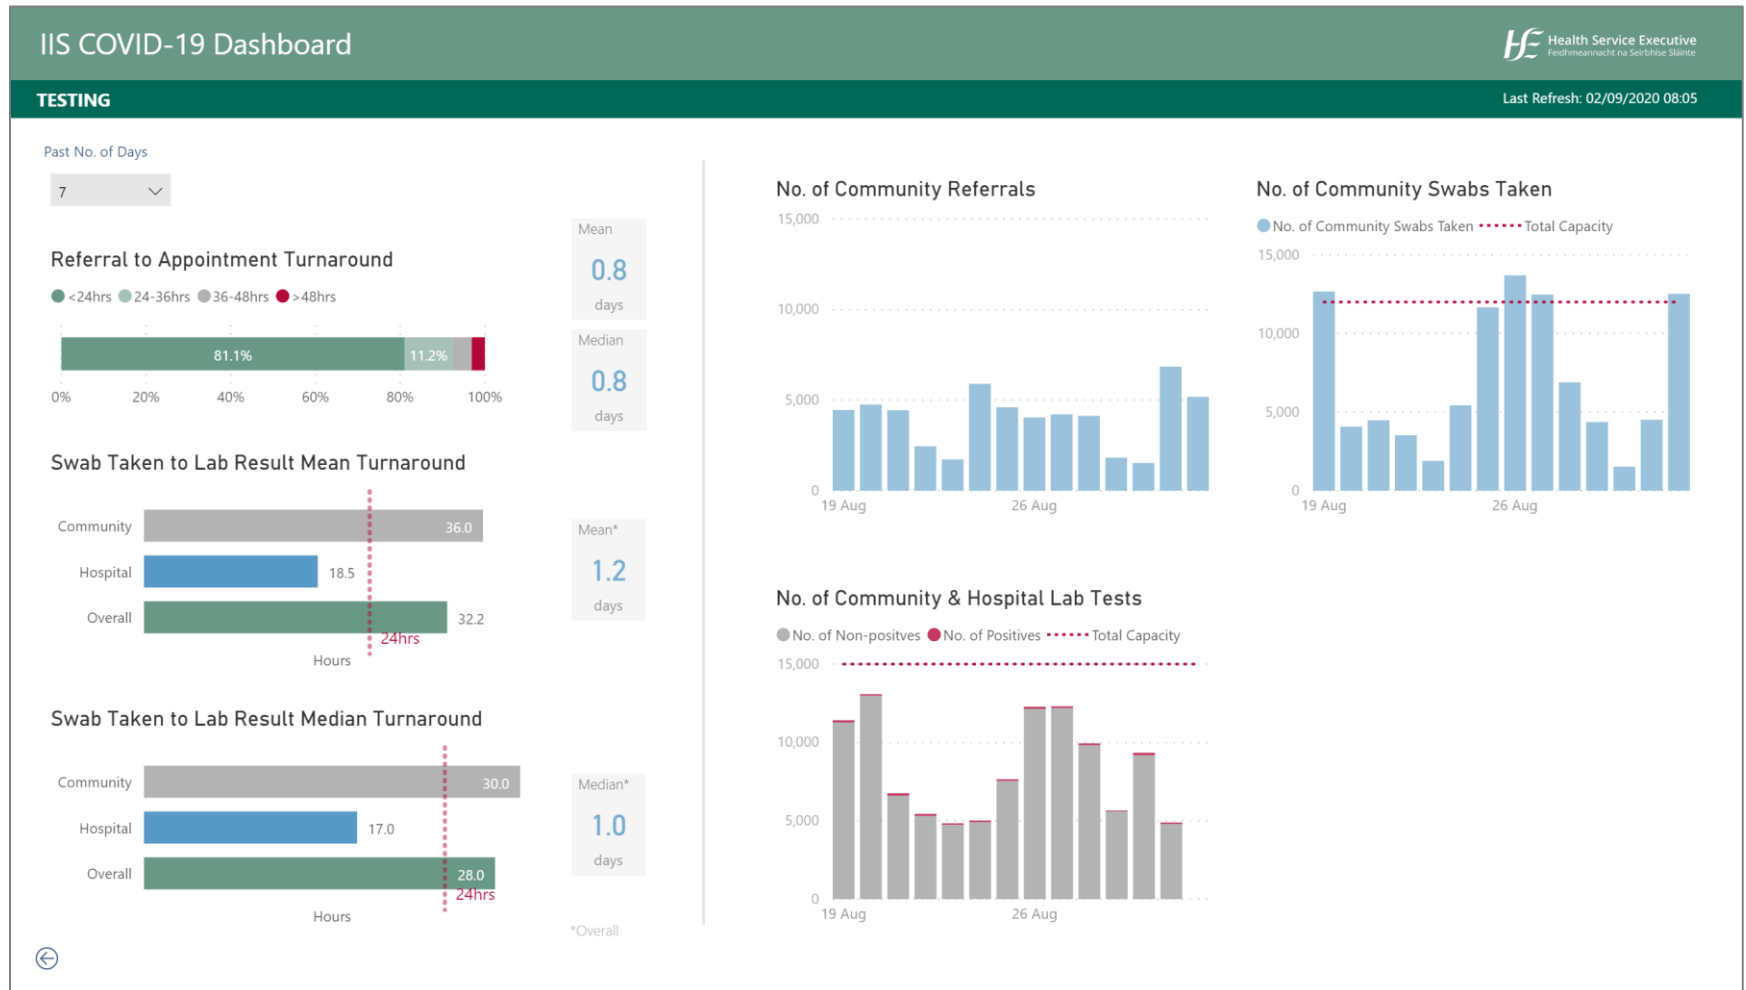 IIS COVID-19 Dashboard
Health Service Executive
Feidhmeannacht na Seirbhíse Sláinte
TESTING
Last Refresh: 02/09/2020 08:05
Past No. of Days
7
Referral to Appointment Turnaround
<24hrs 24-36hrs 36-48hrs >48hrs
81.1% 11.2%
0% 20% 40% 60% 80% 100%
Mean
0.8
days
Median
0.8
days
Swab Taken to Lab Result Mean Turnaround
Community 36.0
Hospital 18.5
Overall 32.2
24hrs
Hours
Mean*
1.2
days
Swab Taken to Lab Result Median Turnaround
Community 30.0
Hospital 17.0
Overall 28.0
24hrs
Hours
Median*
1.0
days
*Overall
No. of Community Referrals
15,000
10,000
5,000
0
19 Aug 26 Aug
No. of Community Swabs Taken
No. of Community Swabs Taken Total Capacity
15,000
10,000
5,000
0
19 Aug 26 Aug
No. of Community & Hospital Lab Tests
No. of Non-positves No. of Positives Total Capacity
15,000
10,000
5,000
0
19 Aug 26 Aug